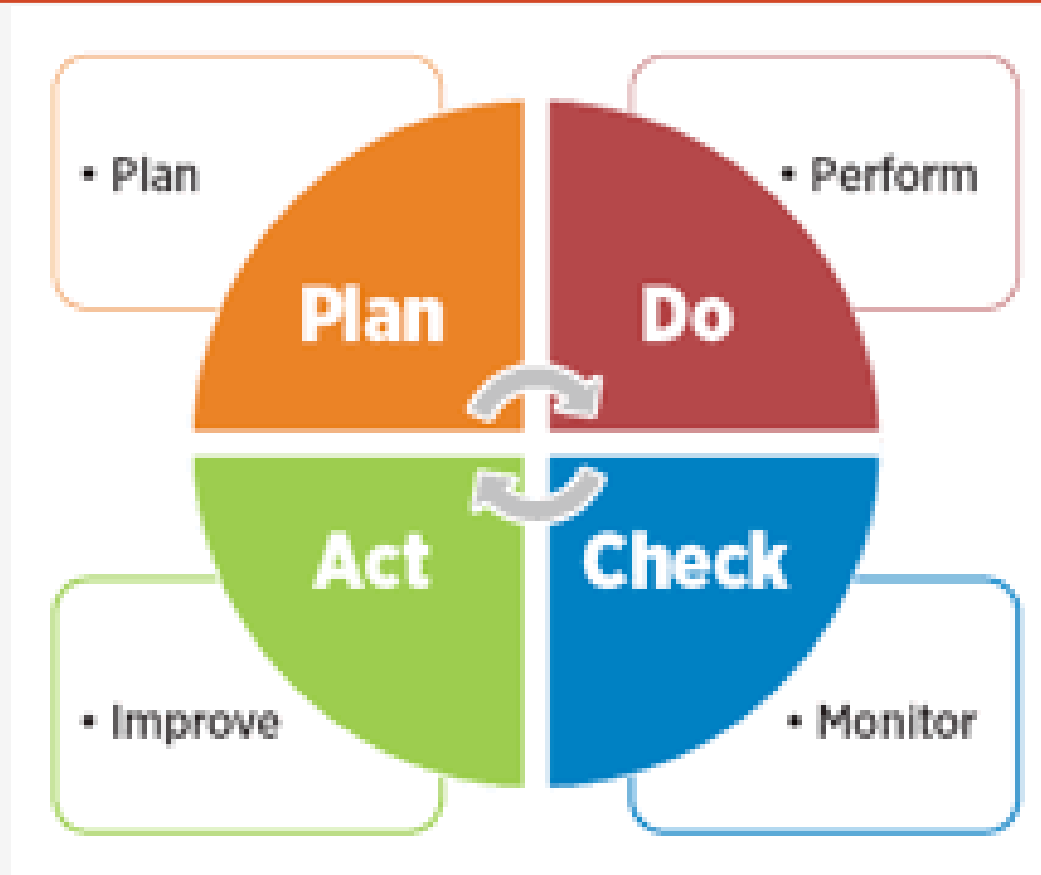 • Plan
• Perform
Plan
Do
Act
Check
• Improve
• Monitor